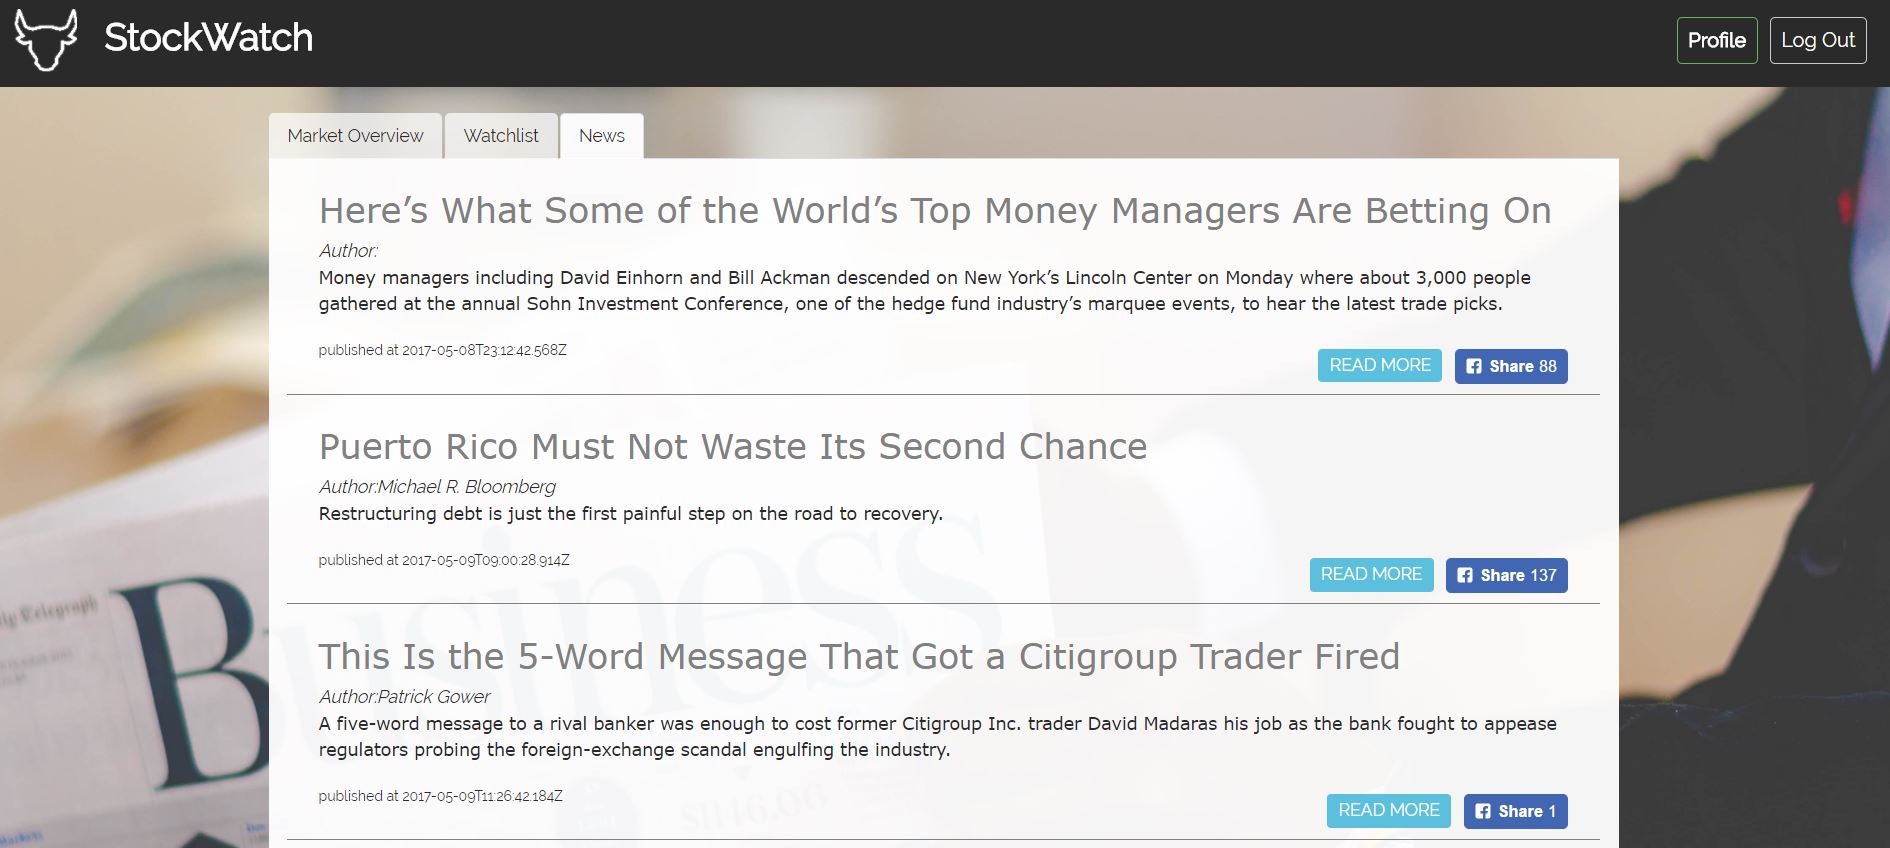 StockWatch
Profile
Log Out
Market Overview
Watchlist
News
Here’s What Some of the World’s Top Money Managers Are Betting On
Author:
Money managers including David Einhorn and Bill Ackman descended on New York’s Lincoln Center on Monday where about 3,000 people
gathered at the annual Sohn Investment Conference, one of the hedge fund industry’s marquee events, to hear the latest trade picks.
published at 2017-05-08T23:12:42.568Z
READ MORE
Share 88
Puerto Rico Must Not Waste Its Second Chance
Author:Michael R. Bloomberg
Restructuring debt is just the first painful step on the road to recovery.
published at 2017-05-09T09:00:28.914Z
READ MORE
Share 137
This Is the 5-Word Message That Got a Citigroup Trader Fired
Author:Patrick Gower
A five-word message to a rival banker was enough to cost former Citigroup Inc. trader David Madaras his job as the bank fought to appease
regulators probing the foreign-exchange scandal engulfing the industry.
published at 2017-05-09T11:26:42.184Z
READ MORE
Share 1
Telegraph
Business